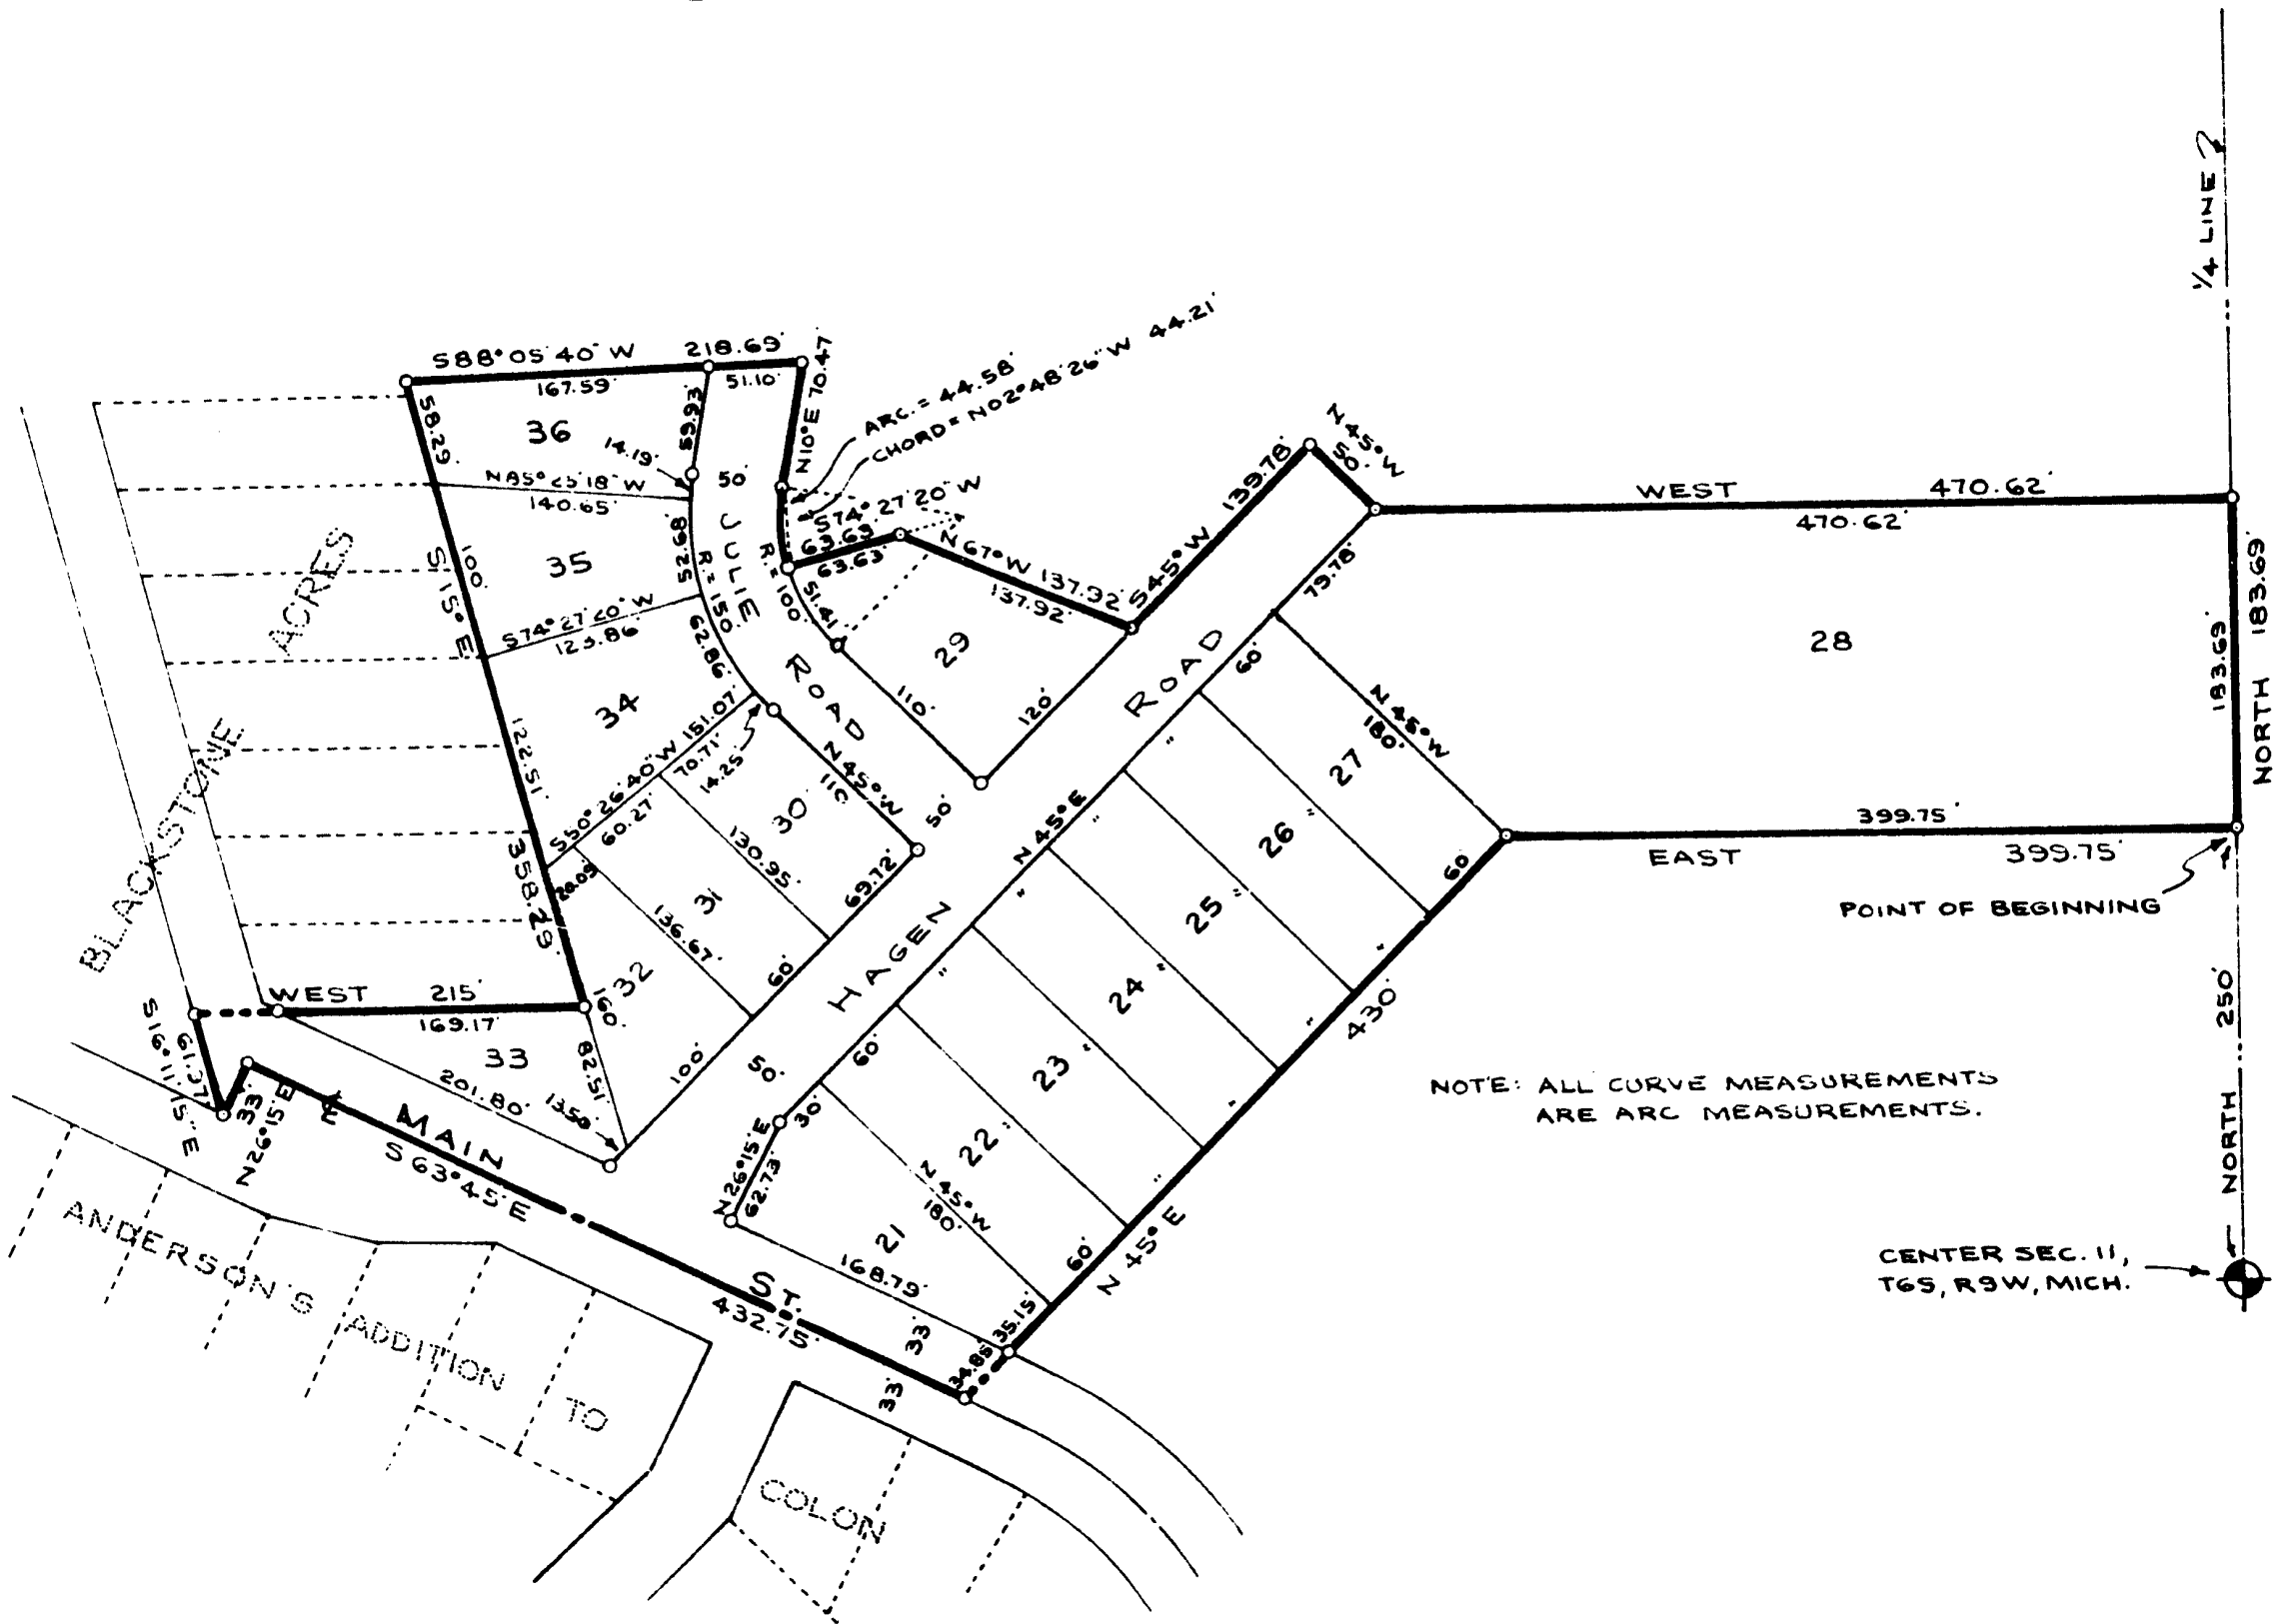 ¼ LINE
S88°05'40"W 218.69'
167.59'
51.10'
N10°E 70.47
ARC. = 44.58'
CHORD = N02°48'26"W 44.21'
58.29'
36
14.19'
59.93'
50'
N85°25'18"W
140.65'
S74°27'20"W
63.63'
63.63'
N67°W 137.92'
137.92'
S45°W 139.78'
N45°W
50'
WEST 470.62'
470.62'
79.78'
183.69'
NORTH 183.69'
28
JULIE ROAD
R.=150'
R.=100'
51.41
52.68
62.86'
35
100'
S15°E
S74°27'20"W
123.86'
34
122.51'
358.29'
29
110'
120'
S50°26'40"W 151.07'
70.71'
14.25'
60.27'
20.09
N45°W
110'
30
130.95'
31
136.67'
69.72'
60'
100'
50'
32
160'
82.51'
13.50'
33
WEST 215'
169.17'
201.80'
BLACKSTONE ACRES
S16°11'15"E
61.37'
33'
N26°15'E
MAIN ST.
S63°45'E
432.75'
HAGEN ROAD
N45°E
60'
"
"
"
"
60'
30'
50'
N26°15'E
62.73'
21
168.79'
N45°W
180'
22
"
23
"
24
"
25
"
26
"
27
N45°W
180'
60'
"
"
"
"
60'
35.15'
34.85'
430'
N45°E
33'
33'
399.75'
EAST 399.75'
POINT OF BEGINNING
NORTH 250'
NOTE: ALL CURVE MEASUREMENTS
ARE ARC MEASUREMENTS.
CENTER SEC. 11,
T6S, R9W, MICH.
ANDERSON'S ADDITION TO
COLON